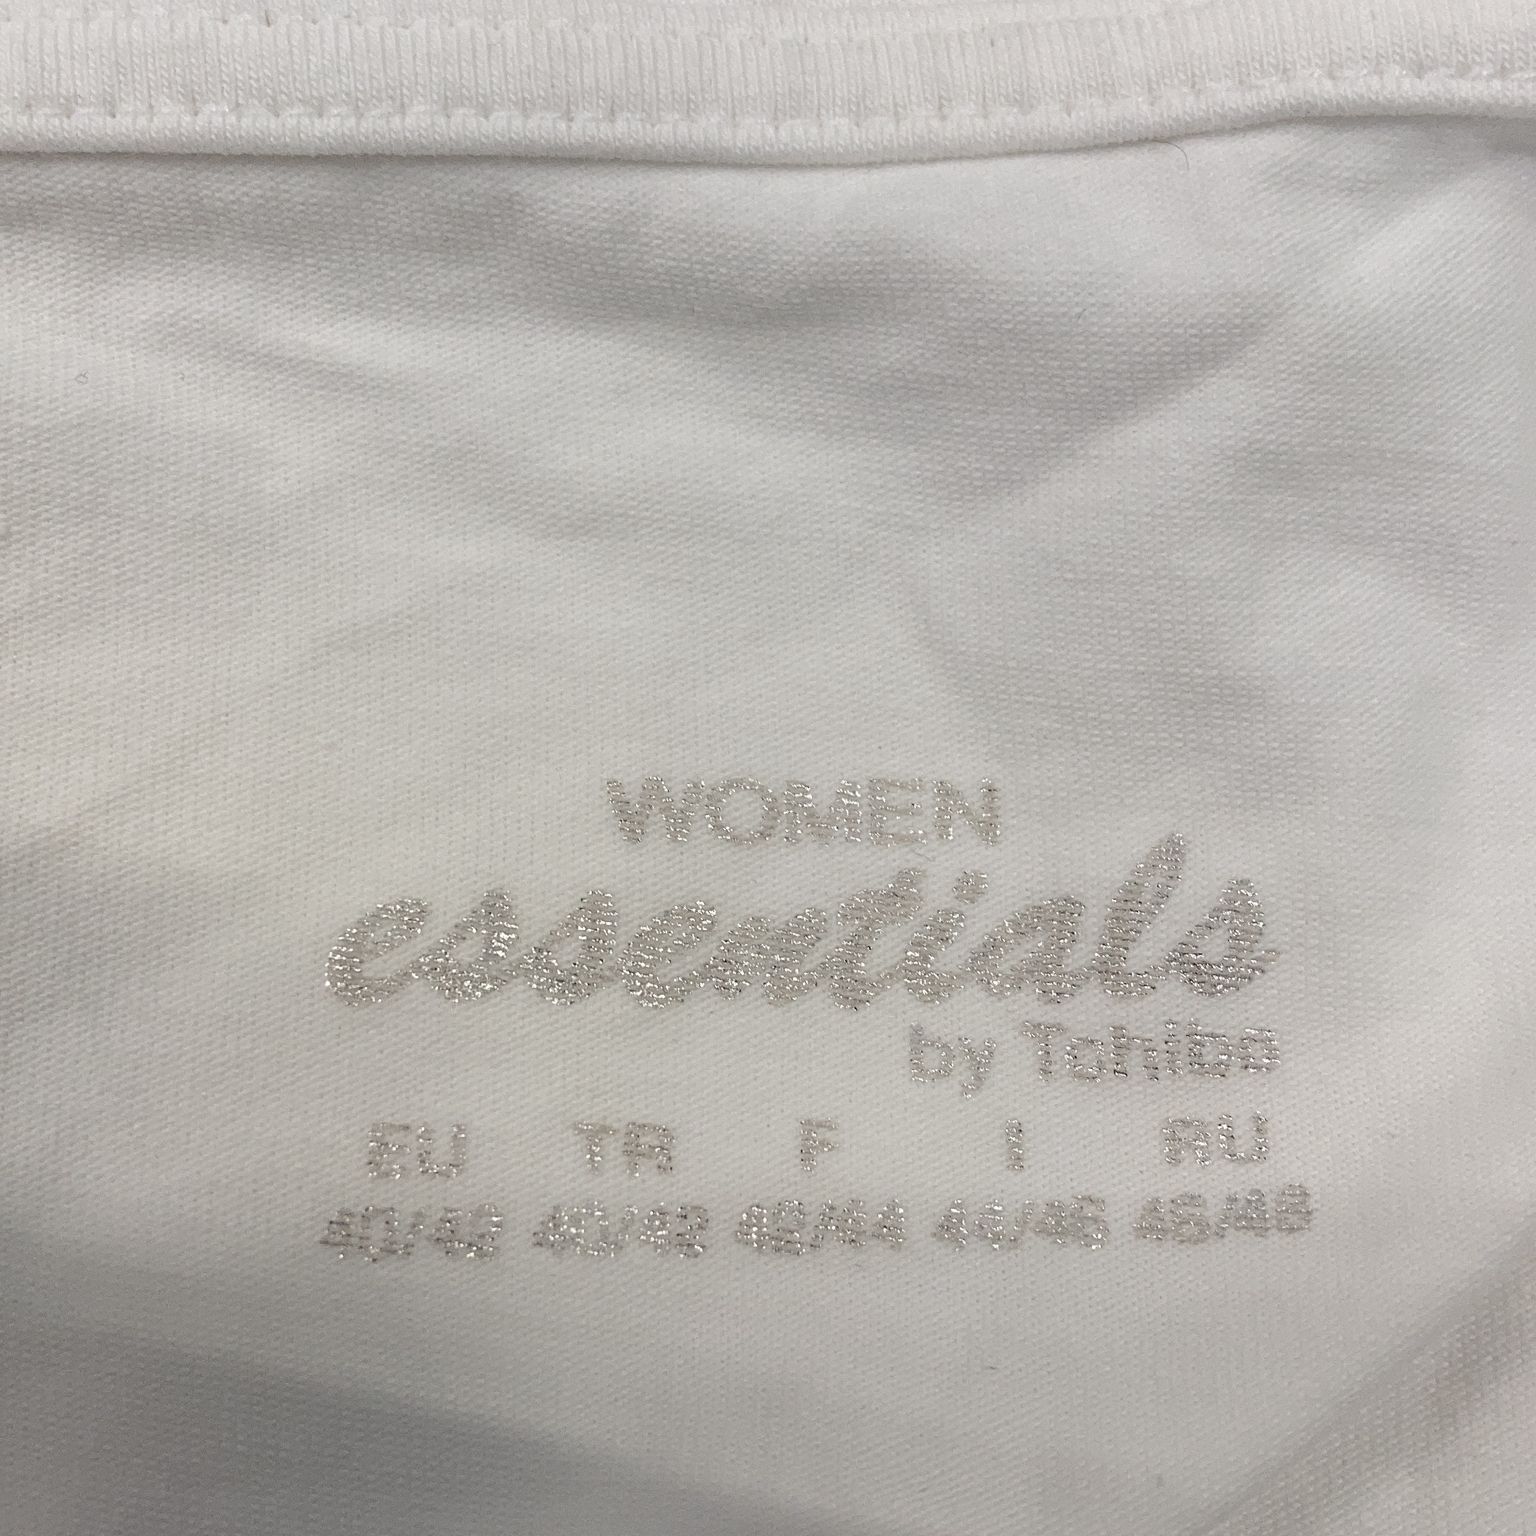 WOMEN
essentials
by Tchibo
EU TR F I RU
40/42 40/42 42/44 44/46 46/48